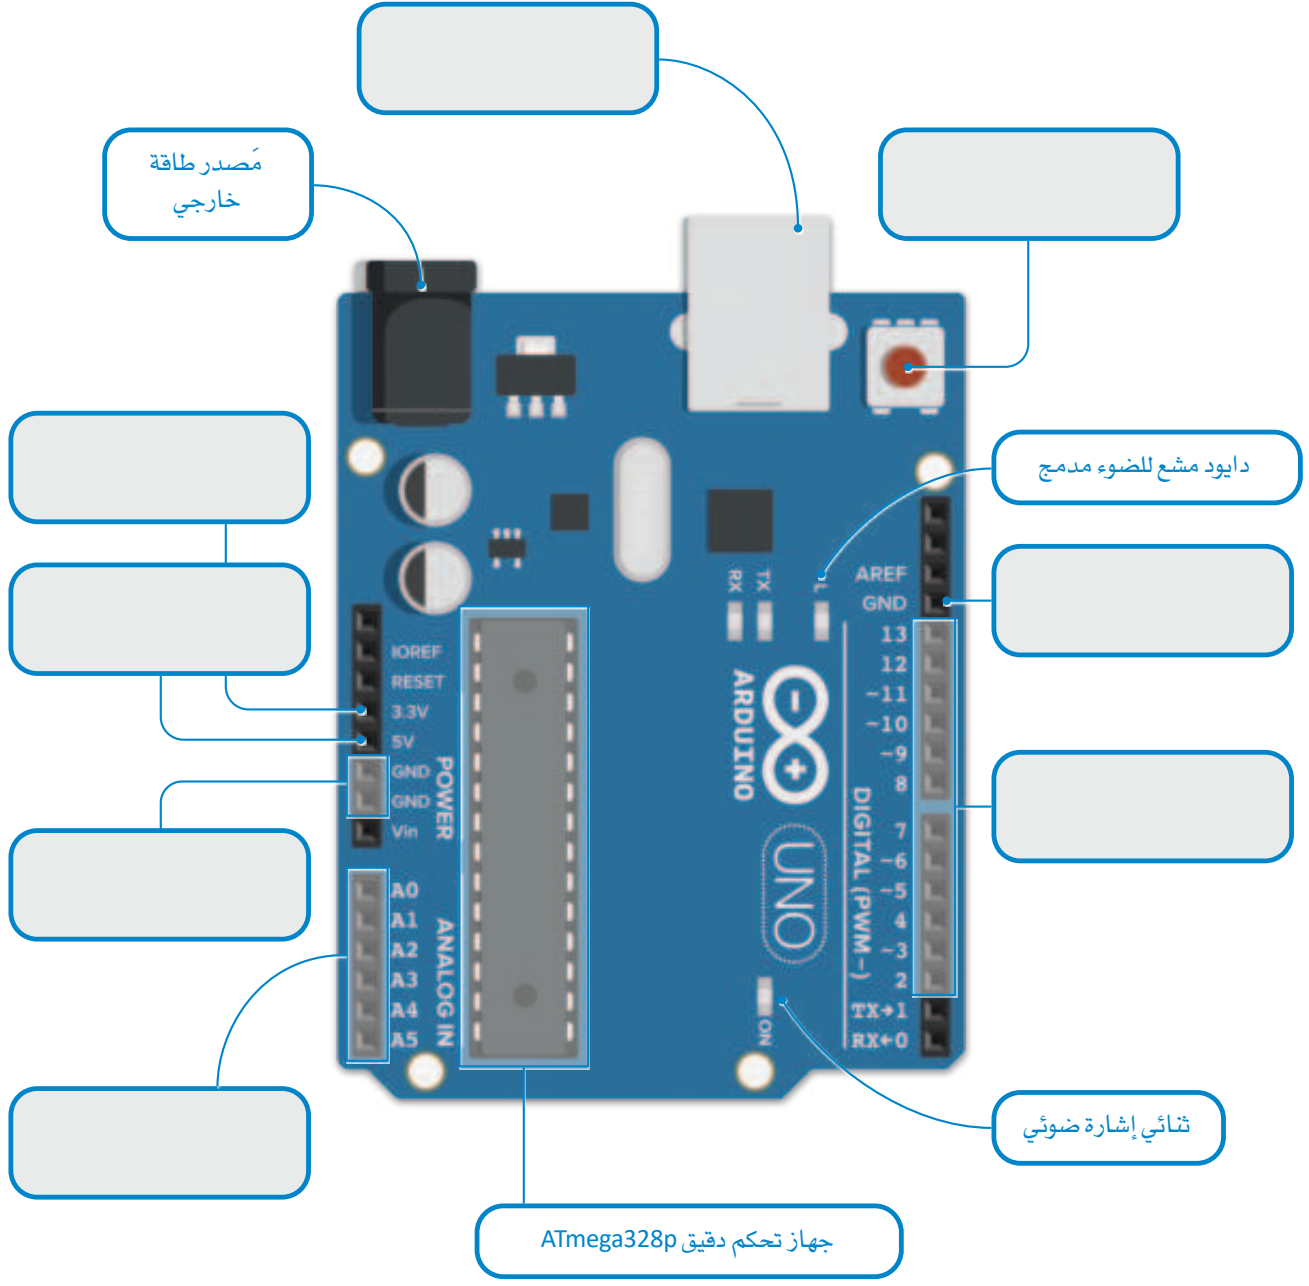 مَصدر طاقة
خارجي
دايود مشع للضوء مدمج
RX
TX
L
AREF
GND
13
12
~11
~10
~9
8
7
~6
~5
4
~3
2
TX→1
RX←0
DIGITAL (PWM~)
IOREF
RESET
3.3V
5V
GND
GND
Vin
POWER
A0
A1
A2
A3
A4
A5
ANALOG IN
ARDUINO
UNO
ON
ثنائي إشارة ضوئي
جهاز تحكم دقيق ATmega328p